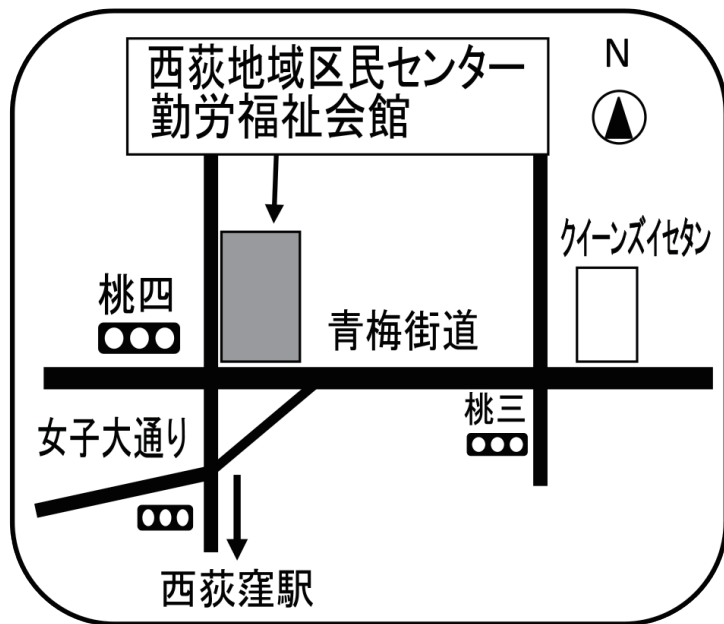 西荻地域区民センター
勤労福祉会館
N
クイーンズイセタン
桃四
青梅街道
桃三
女子大通り
西荻窪駅